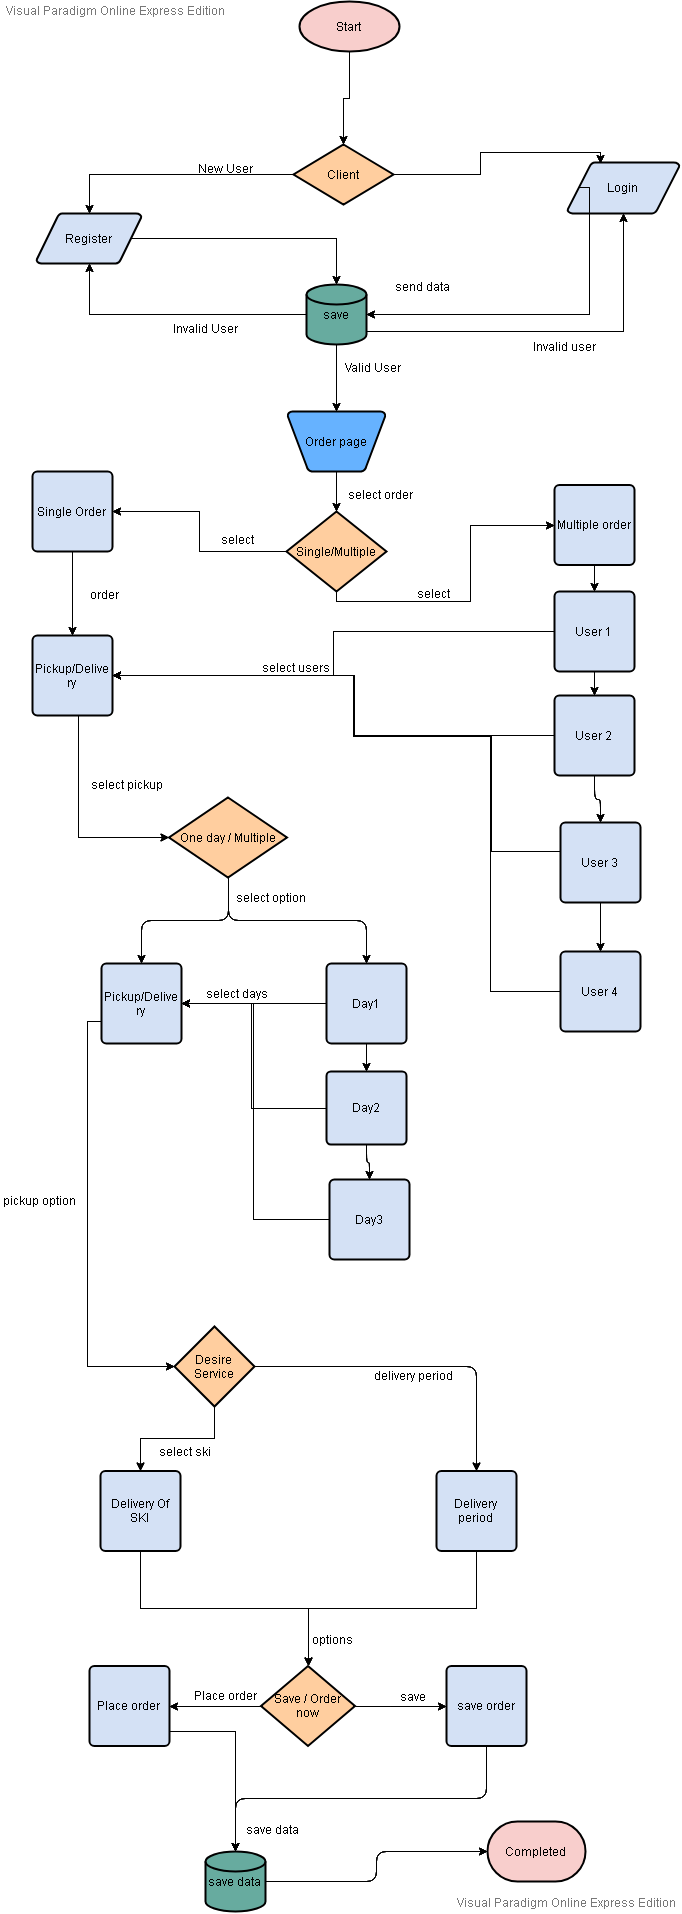 Visual Paradigm Online Express Edition
Start
Client
New User
Login
Register
send data
save
Invalid User
Invalid user
Valid User
Order page
select order
Single Order
Single/Multiple
Multiple order
select
select
order
User 1
select users
Pickup/Delive
ry
User 2
select pickup
One day / Multiple
User 3
select option
User 4
select days
Pickup/Delive
ry
Day1
Day2
pickup option
Day3
Desire
Service
delivery period
select ski
Delivery Of
SKI
Delivery
period
options
Place order
Place order
Save / Order
now
save
save order
save data
save data
Completed
Visual Paradigm Online Express Edition